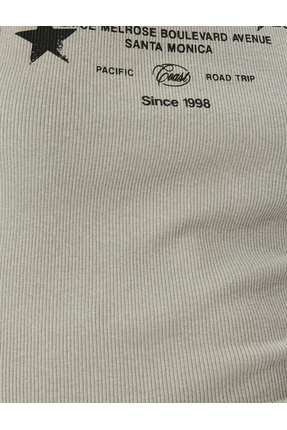 MELROSE BOULEVARD AVENUE
SANTA MONICA
PACIFIC Coast ROAD TRIP
Since 1998